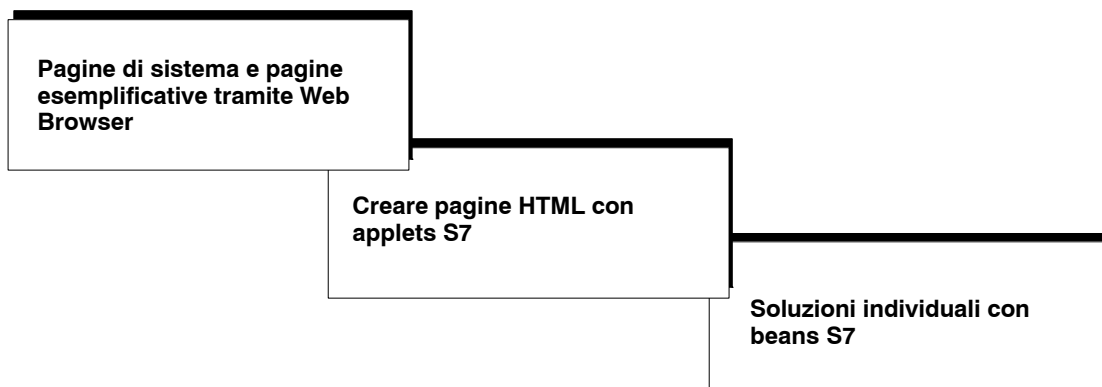 Pagine di sistema e pagine
esemplificative tramite Web
Browser
Creare pagine HTML con
applets S7
Soluzioni individuali con
beans S7